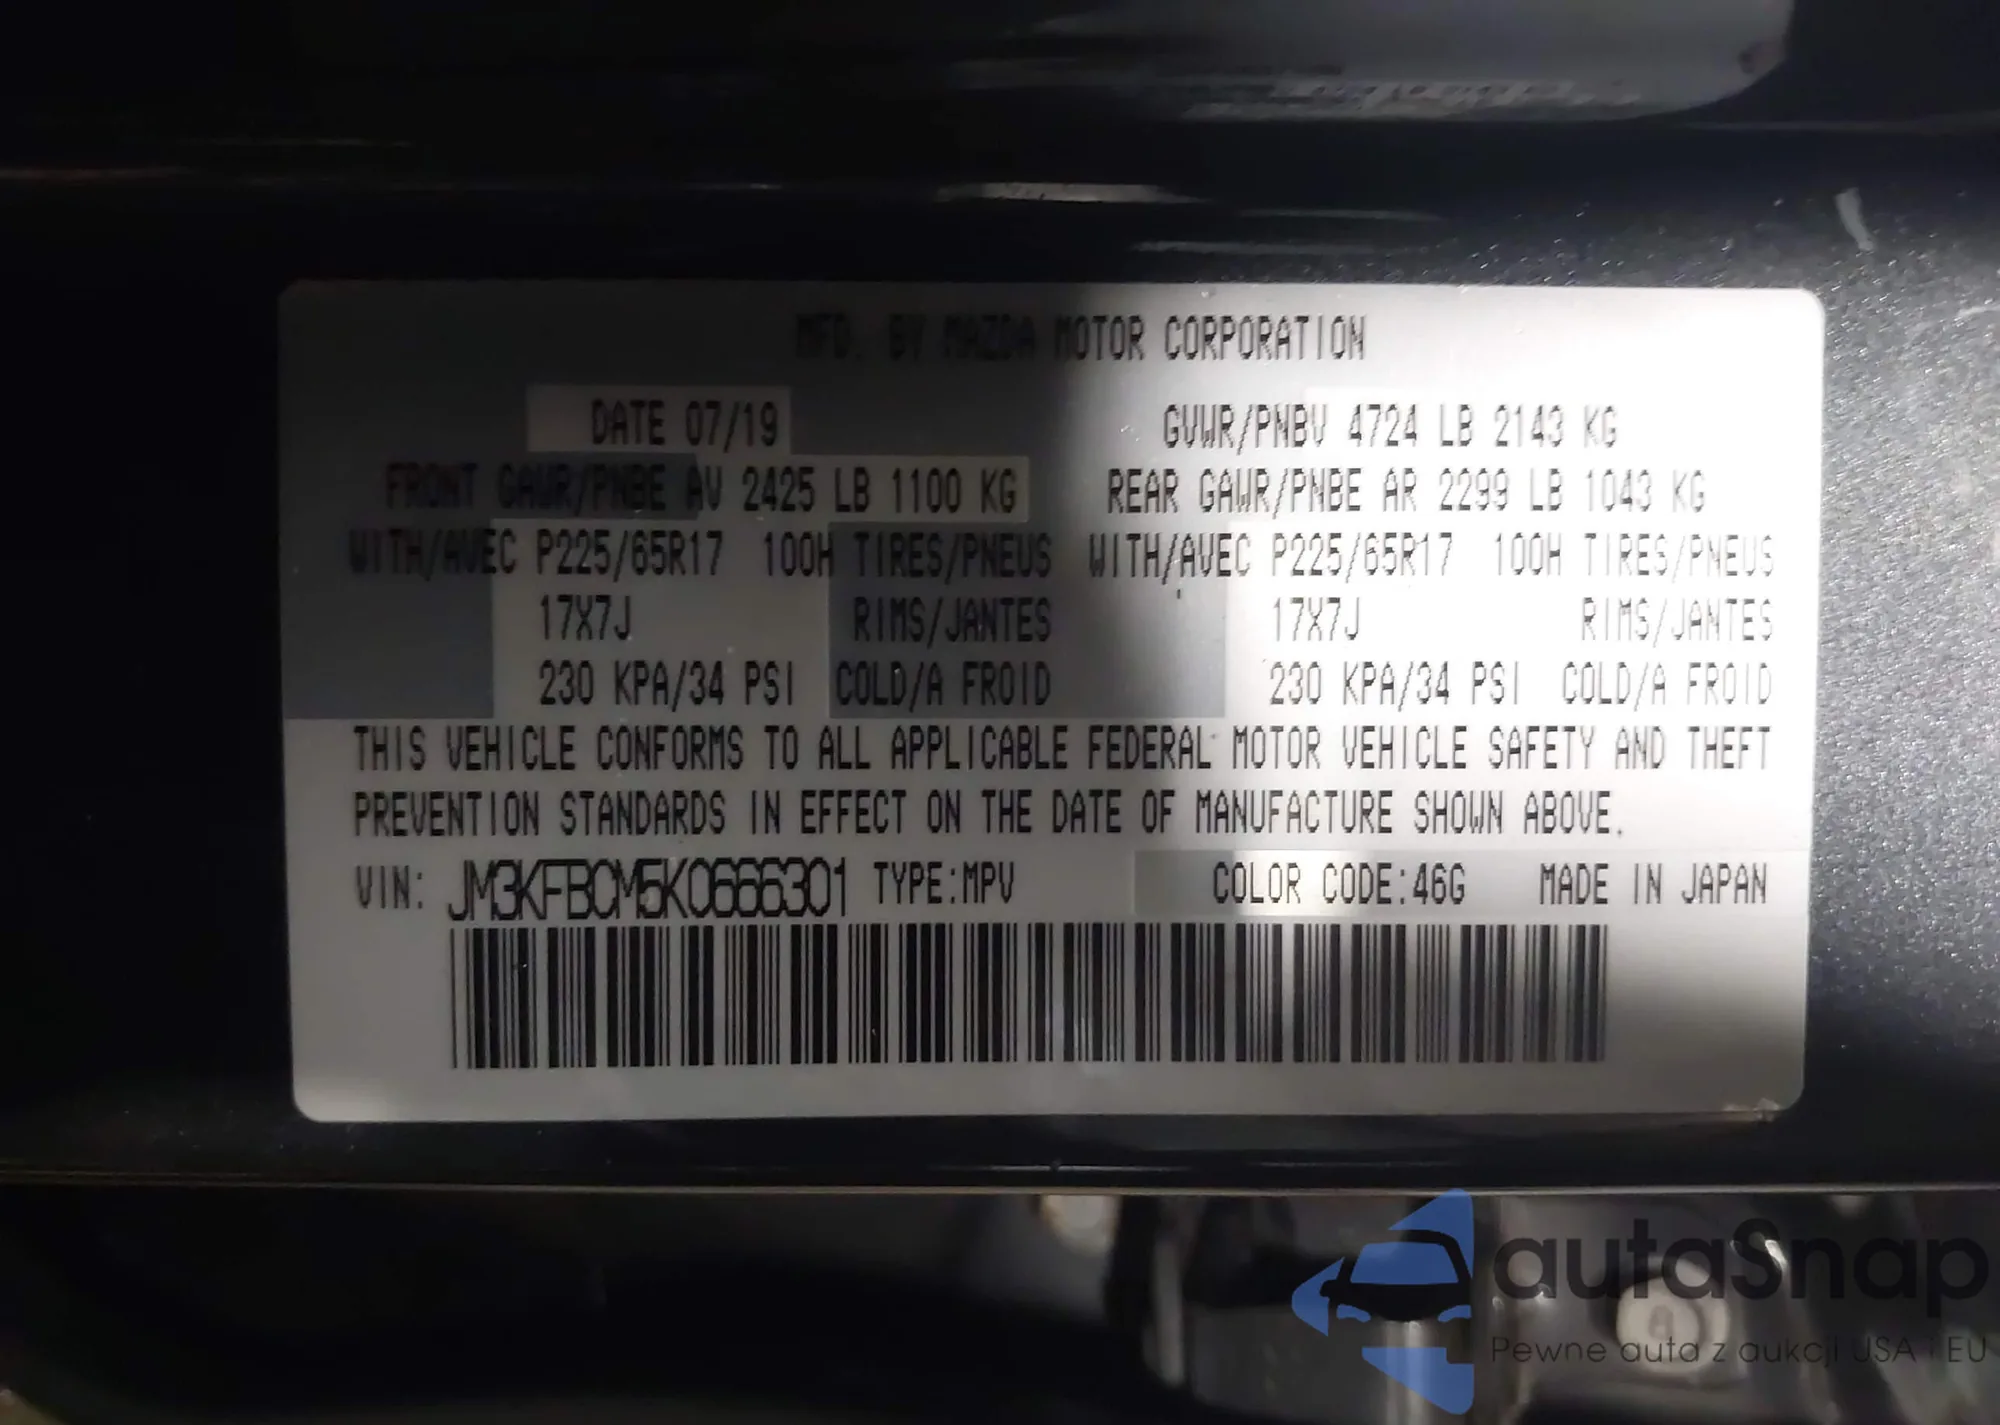 MFD. BY MAZDA MOTOR CORPORATION
DATE 07/19 GVWR/PNBV 4724 LB 2143 KG
FRONT GAWR/PNBE AV 2425 LB 1100 KG REAR GAWR/PNBE AR 2299 LB 1043 KG
WITH/AVEC P225/65R17 100H TIRES/PNEUS WITH/AVEC P225/65R17 100H TIRES/PNEUS
17X7J RIMS/JANTES 17X7J RIMS/JANTES
230 KPA/34 PSI COLD/A FROID 230 KPA/34 PSI COLD/A FROID
THIS VEHICLE CONFORMS TO ALL APPLICABLE FEDERAL MOTOR VEHICLE SAFETY AND THEFT
PREVENTION STANDARDS IN EFFECT ON THE DATE OF MANUFACTURE SHOWN ABOVE.
VIN: JM3KFBCM5K0666301 TYPE:MPV COLOR CODE:46G MADE IN JAPAN
autaSnap
Pewne auta z aukcji USA i EU
8